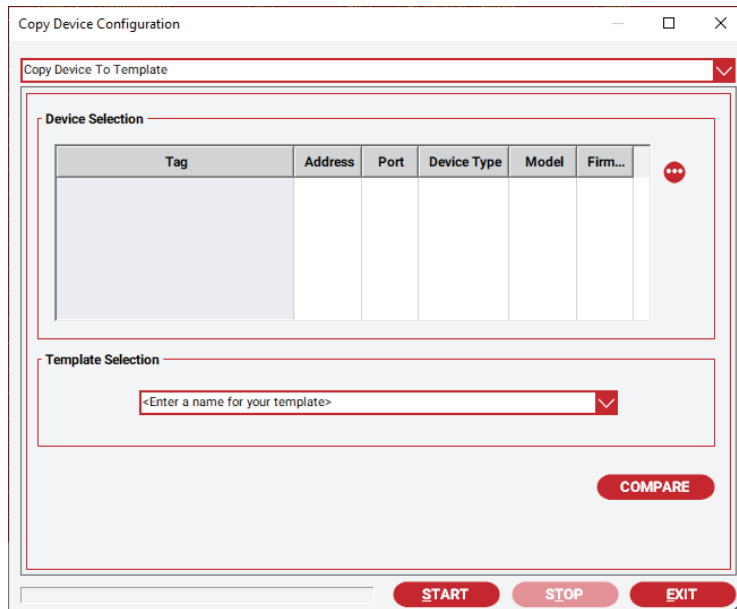 Copy Device Configuration
Copy Device To Template
Device Selection
Tag Address Port Device Type Model Firm...
Template Selection
<Enter a name for your template>
COMPARE
START STOP EXIT